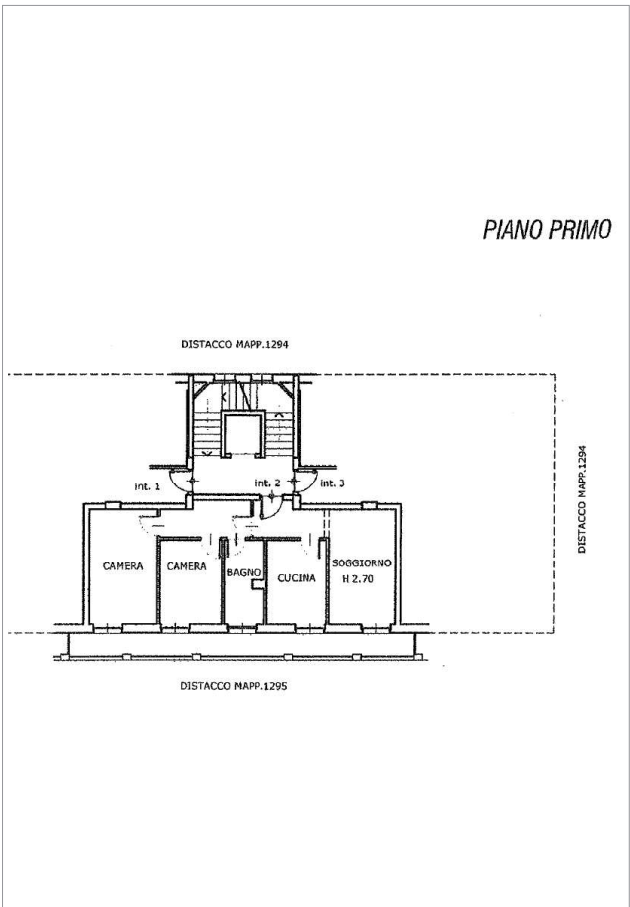 PIANO PRIMO
DISTACCO MAPP.1294
int. 1
int. 2
int. 3
DISTACCO MAPP.1294
CAMERA
CAMERA
BAGNO
CUCINA
SOGGIORNO
H 2.70
DISTACCO MAPP.1295